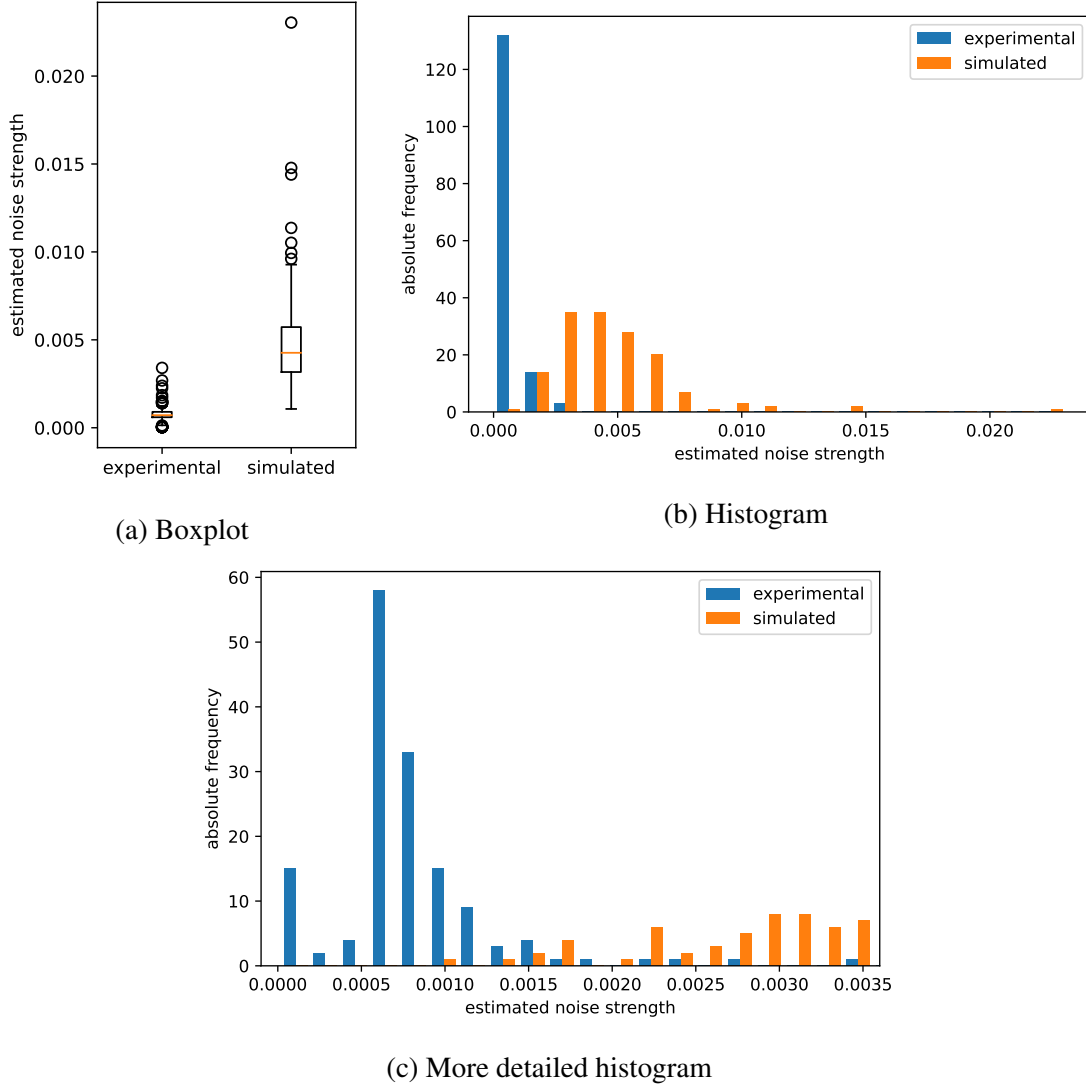 estimated noise strength
0.020
0.015
0.010
0.005
0.000
experimental
simulated
(a) Boxplot
absolute frequency
120
100
80
60
40
20
0
0.000
0.005
0.010
0.015
0.020
estimated noise strength
experimental
simulated
(b) Histogram
absolute frequency
60
50
40
30
20
10
0
0.0000
0.0005
0.0010
0.0015
0.0020
0.0025
0.0030
0.0035
estimated noise strength
experimental
simulated
(c) More detailed histogram